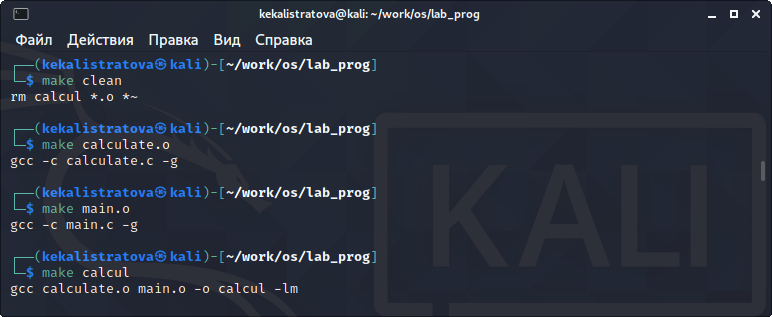 kekalistratova@kali: ~/work/os/lab_prog
Файл Действия Правка Вид Справка
┌──(kekalistratova㉿kali)-[~/work/os/lab_prog]
└─$ make clean
rm calcul *.o *~
┌──(kekalistratova㉿kali)-[~/work/os/lab_prog]
└─$ make calculate.o
gcc -c calculate.c -g
┌──(kekalistratova㉿kali)-[~/work/os/lab_prog]
└─$ make main.o
gcc -c main.c -g
┌──(kekalistratova㉿kali)-[~/work/os/lab_prog]
└─$ make calcul
gcc calculate.o main.o -o calcul -lm
KALI